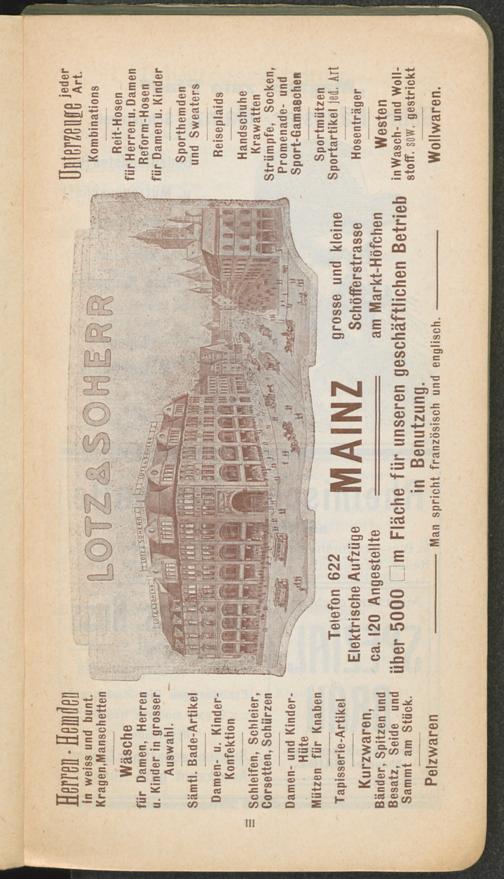 Herren-Hemden
in weiss und bunt.
Kragen, Manschetten
Wäsche
für Damen, Herren
u. Kinder in grosser
Auswahl.
Sämtl. Bade-Artikel
Damen- u. Kinder-
Konfektion
Schleifen, Schleier,
Corsetten, Schürzen
Damen- und Kinder-
Hüte
Mützen für Knaben
Tapisserie-Artikel
Kurzwaren,
Bänder, Spitzen und
Besatz, Seide und
Sammt am Stück.
Pelzwaren
LOTZ & SOHERR
Telefon 622
Elektrische Aufzüge
ca. 120 Angestellte
MAINZ
grosse und kleine
Schöfferstrasse
am Markt-Höfchen
über 5000 □m Fläche für unseren geschäftlichen Betrieb
in Benutzung.
Man spricht französisch und englisch.
Unterzeuge jeder
Art.
Kombinations
Reit-Hosen
für Herren u. Damen
Reform-Hosen
für Damen u. Kinder
Sporthemden
und Sweaters
Reiseplaids
Handschuhe
Krawatten
Strümpfe, Socken,
Promenade- und
Sport-Gamaschen
Sportmützen
Sportartikel jed. Art
Hosenträger
Westen
in Wasch- und Woll-
stoff, sow. gestrickt
Wollwaren.
III